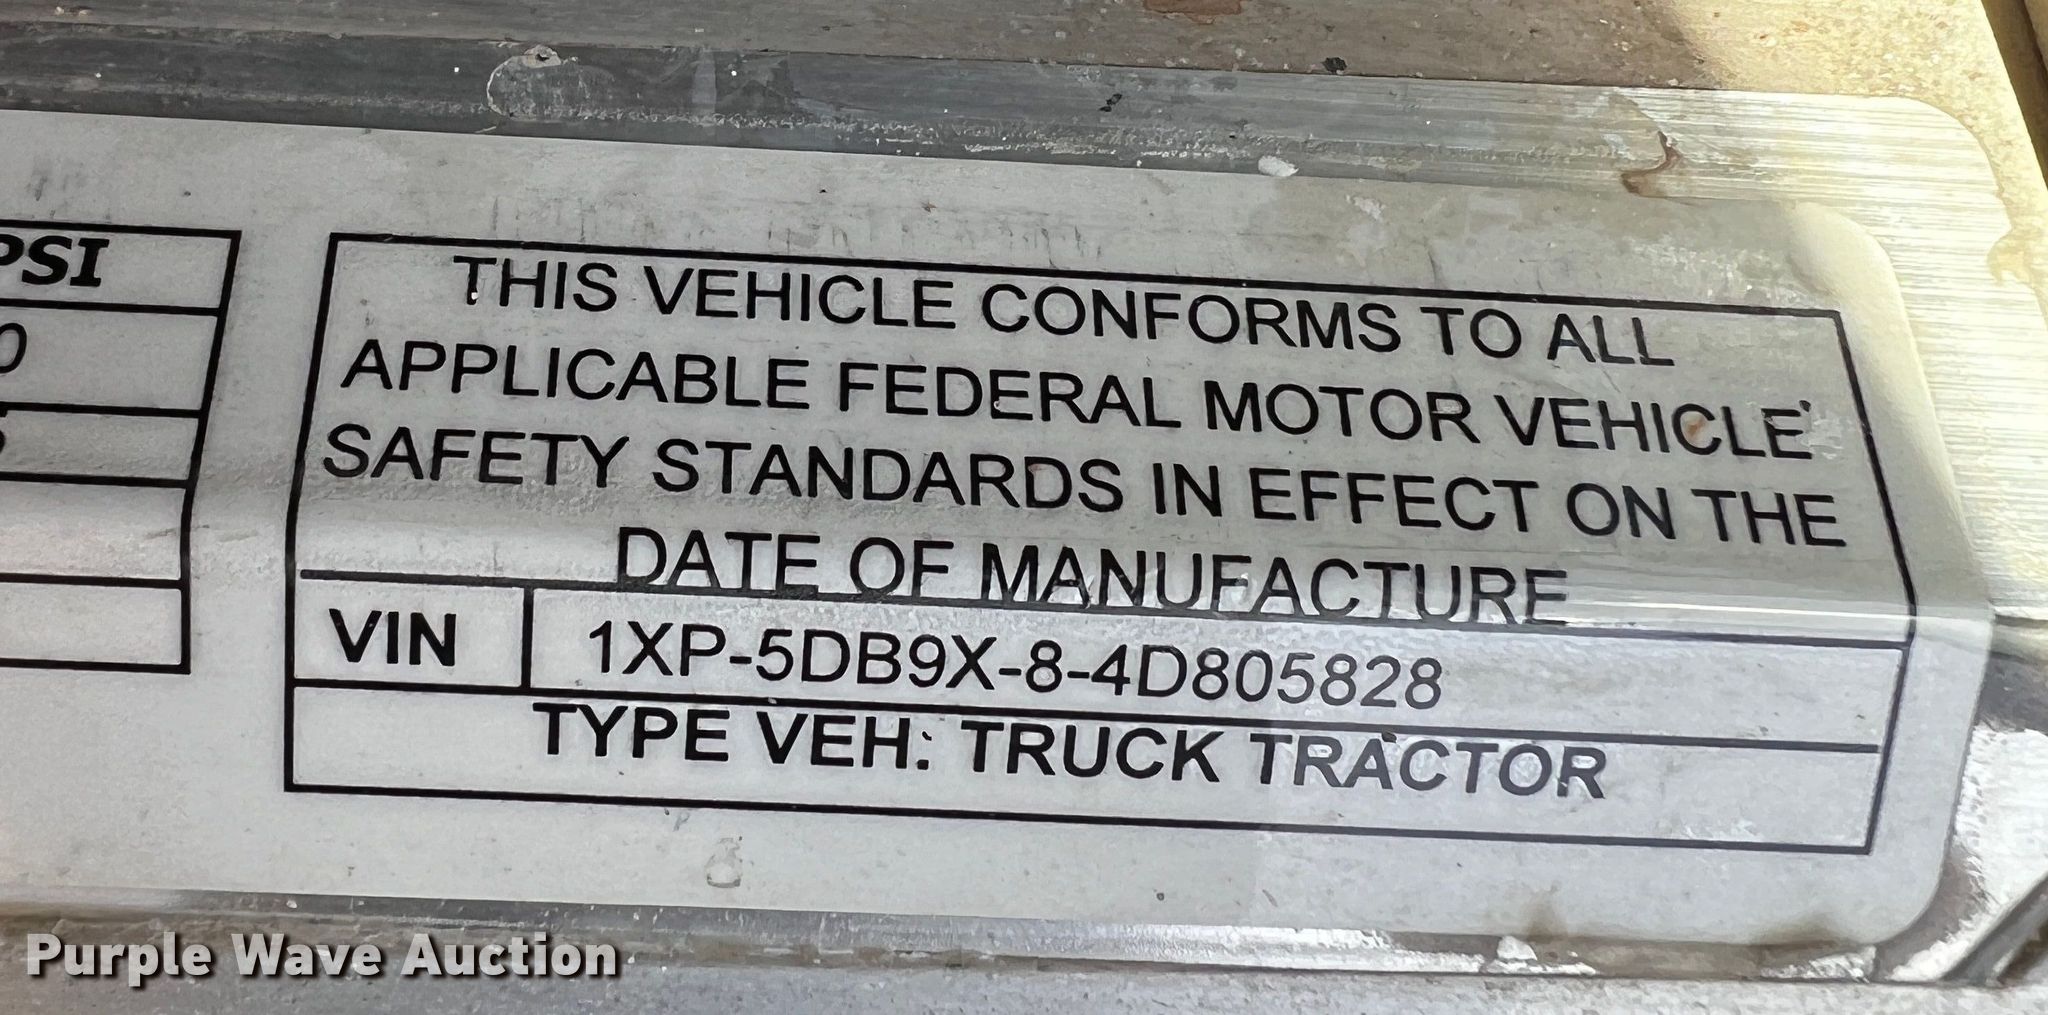 PSI
THIS VEHICLE CONFORMS TO ALL
APPLICABLE FEDERAL MOTOR VEHICLE
SAFETY STANDARDS IN EFFECT ON THE
DATE OF MANUFACTURE
VIN 1XP-5DB9X-8-4D805828
TYPE VEH: TRUCK TRACTOR
Purple Wave Auction